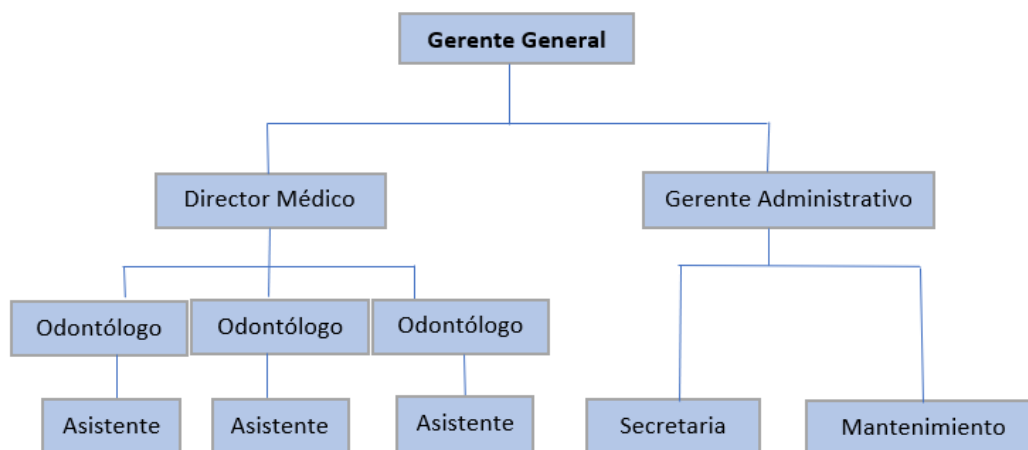 Gerente General
Director Médico
Gerente Administrativo
Odontólogo
Odontólogo
Odontólogo
Asistente
Asistente
Asistente
Secretaria
Mantenimiento